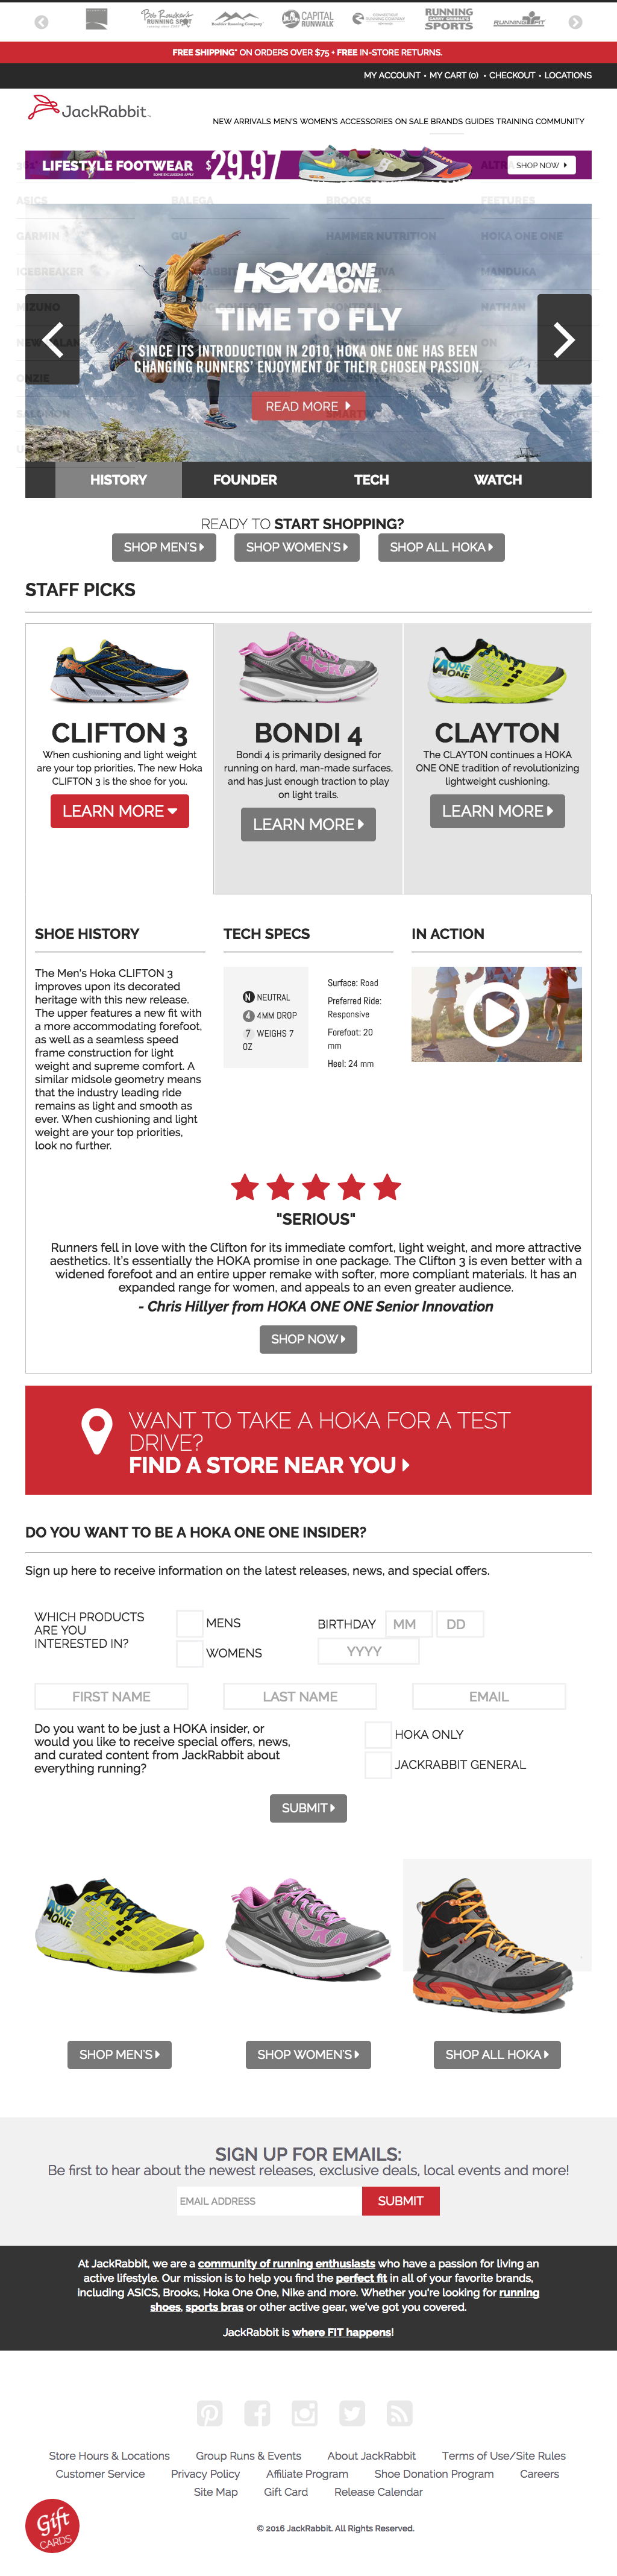 Bob Roncker's
RUNNING SPOT
Boulder Running Company
CAPITAL
RUNWALK
RUNNING
SPORTS
RUNNING FIT
FREE SHIPPING* ON ORDERS OVER $75 + FREE IN-STORE RETURNS.
MY ACCOUNT • MY CART (0) • CHECKOUT • LOCATIONS
JackRabbit
NEW ARRIVALS MEN'S WOMEN'S ACCESSORIES ON SALE BRANDS GUIDES TRAINING COMMUNITY
LIFESTYLE FOOTWEAR $29.97
SOME EXCLUSIONS APPLY
SHOP NOW
ASICS BALEGA BROOKS FEETURES
GARMIN GU HAMMER NUTRITION HOKA ONE ONE
ICEBREAKER MANDUKA
MIZUNO NATHAN
ON
HOKA ONE ONE
TIME TO FLY
SINCE ITS INTRODUCTION IN 2010, HOKA ONE ONE HAS BEEN
CHANGING RUNNERS' ENJOYMENT OF THEIR CHOSEN PASSION.
READ MORE
HISTORY FOUNDER TECH WATCH
READY TO START SHOPPING?
SHOP MEN'S SHOP WOMEN'S SHOP ALL HOKA
STAFF PICKS
CLIFTON 3
When cushioning and light weight
are your top priorities, The new Hoka
CLIFTON 3 is the shoe for you.
LEARN MORE
BONDI 4
Bondi 4 is primarily designed for
running on hard, man-made surfaces,
and has just enough traction to play
on light trails.
LEARN MORE
CLAYTON
The CLAYTON continues a HOKA
ONE ONE tradition of revolutionizing
lightweight cushioning.
LEARN MORE
SHOE HISTORY
The Men's Hoka CLIFTON 3
improves upon its decorated
heritage with this new release.
The upper features a new fit with
a more accommodating forefoot,
as well as a seamless speed
frame construction for light
weight and supreme comfort. A
similar midsole geometry means
that the industry leading ride
remains as light and smooth as
ever. When cushioning and light
weight are your top priorities,
look no further.
TECH SPECS
N NEUTRAL
4 4MM DROP
7 WEIGHS 7
OZ
Surface: Road
Preferred Ride:
Responsive
Forefoot: 20
mm
Heel: 24 mm
IN ACTION
"SERIOUS"
Runners fell in love with the Clifton for its immediate comfort, light weight, and more attractive
aesthetics. It's essentially the HOKA promise in one package. The Clifton 3 is even better with a
widened forefoot and an entire upper remake with softer, more compliant materials. It has an
expanded range for women, and appeals to an even greater audience.
- Chris Hillyer from HOKA ONE ONE Senior Innovation
SHOP NOW
WANT TO TAKE A HOKA FOR A TEST
DRIVE?
FIND A STORE NEAR YOU
DO YOU WANT TO BE A HOKA ONE ONE INSIDER?
Sign up here to receive information on the latest releases, news, and special offers.
WHICH PRODUCTS
ARE YOU
INTERESTED IN?
MENS
WOMENS
BIRTHDAY MM DD
YYYY
FIRST NAME LAST NAME EMAIL
Do you want to be just a HOKA insider, or
would you like to receive special offers, news,
and curated content from JackRabbit about
everything running?
HOKA ONLY
JACKRABBIT GENERAL
SUBMIT
SHOP MEN'S SHOP WOMEN'S SHOP ALL HOKA
SIGN UP FOR EMAILS:
Be first to hear about the newest releases, exclusive deals, local events and more!
EMAIL ADDRESS SUBMIT
At JackRabbit, we are a community of running enthusiasts who have a passion for living an
active lifestyle. Our mission is to help you find the perfect fit in all of your favorite brands,
including ASICS, Brooks, Hoka One One, Nike and more. Whether you're looking for running
shoes, sports bras or other active gear, we've got you covered.
JackRabbit is where FIT happens!
Store Hours & Locations Group Runs & Events About JackRabbit Terms of Use/Site Rules
Customer Service Privacy Policy Affiliate Program Shoe Donation Program Careers
Site Map Gift Card Release Calendar
Gift
CARDS
© 2016 JackRabbit. All Rights Reserved.